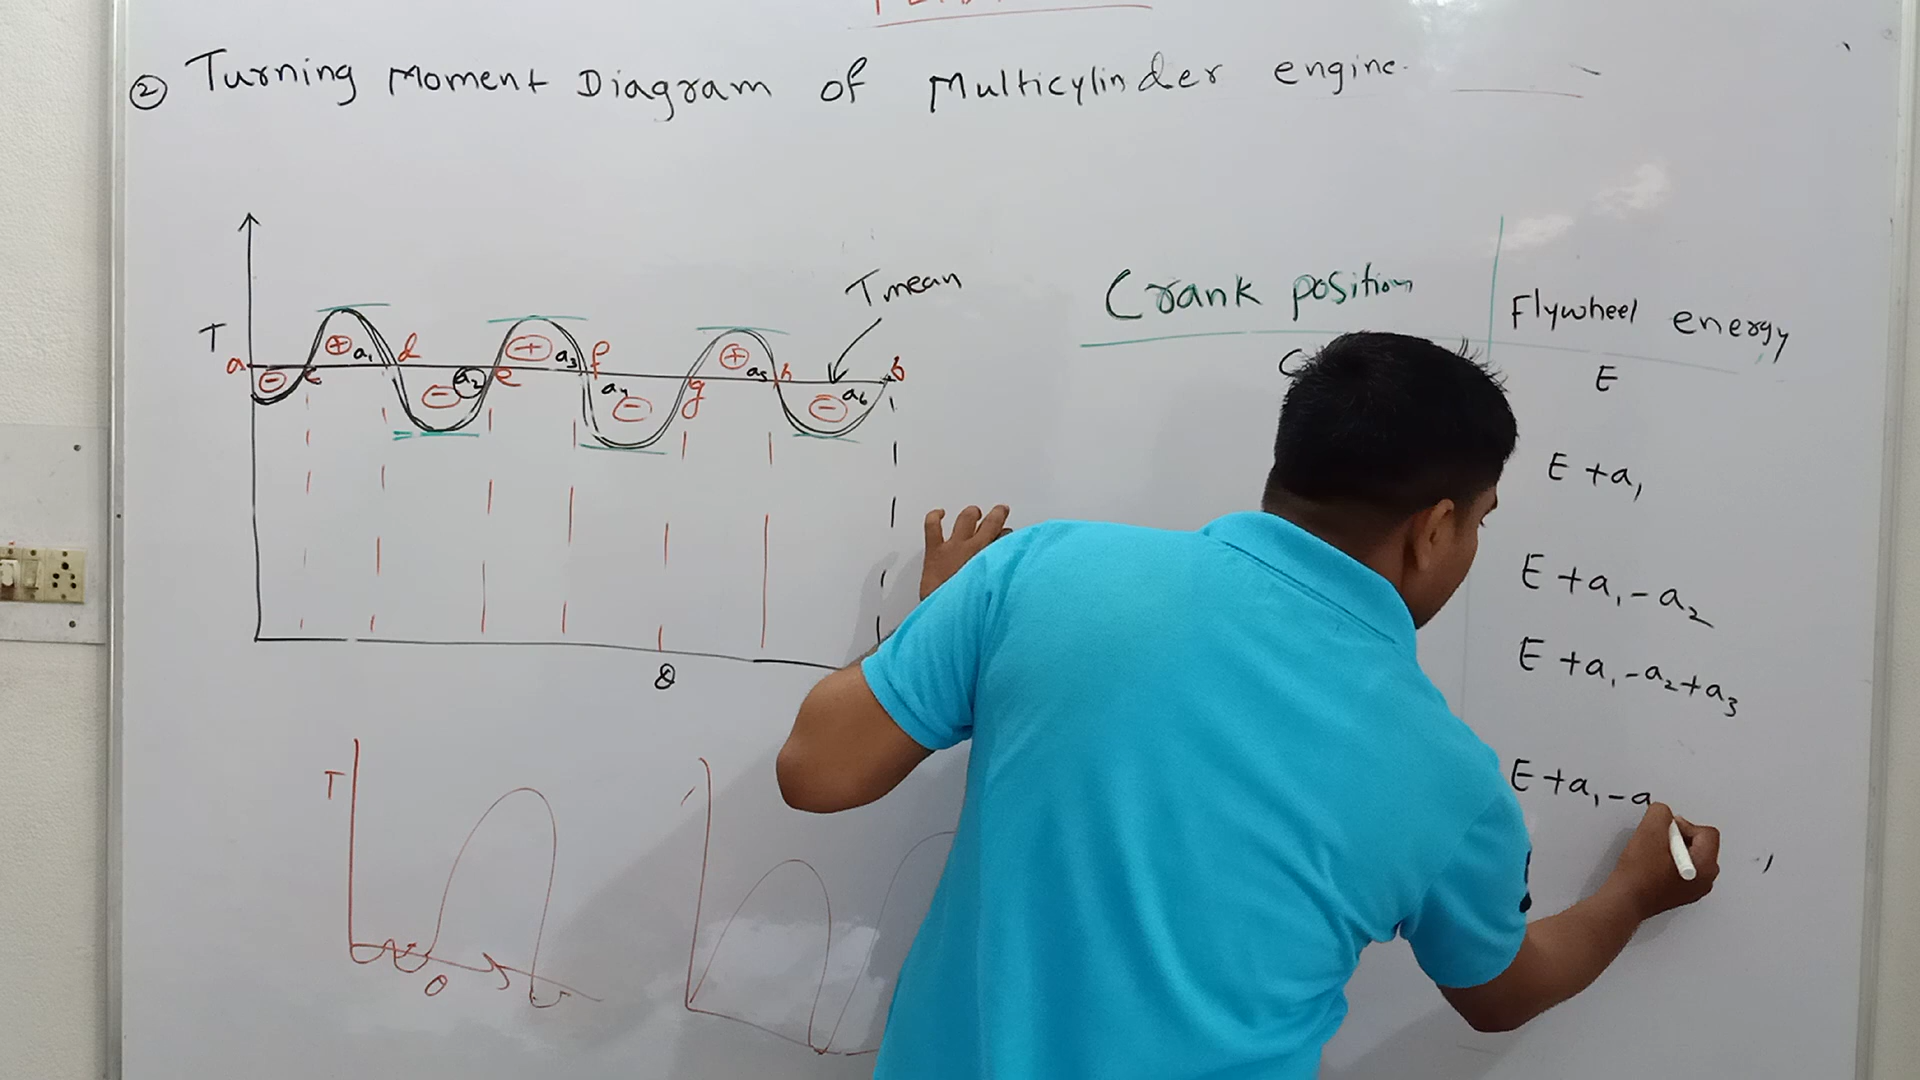 ② Turning Moment Diagram of Multicylinder engine.
T mean
T
a c a₁ d a₂ e a₃ f a₄ g a₅ h a₆ b
θ
Crank position Flywheel energy
C E
E + a₁
E + a₁ - a₂
E + a₁ - a₂ + a₃
E + a₁ - a
T
θ